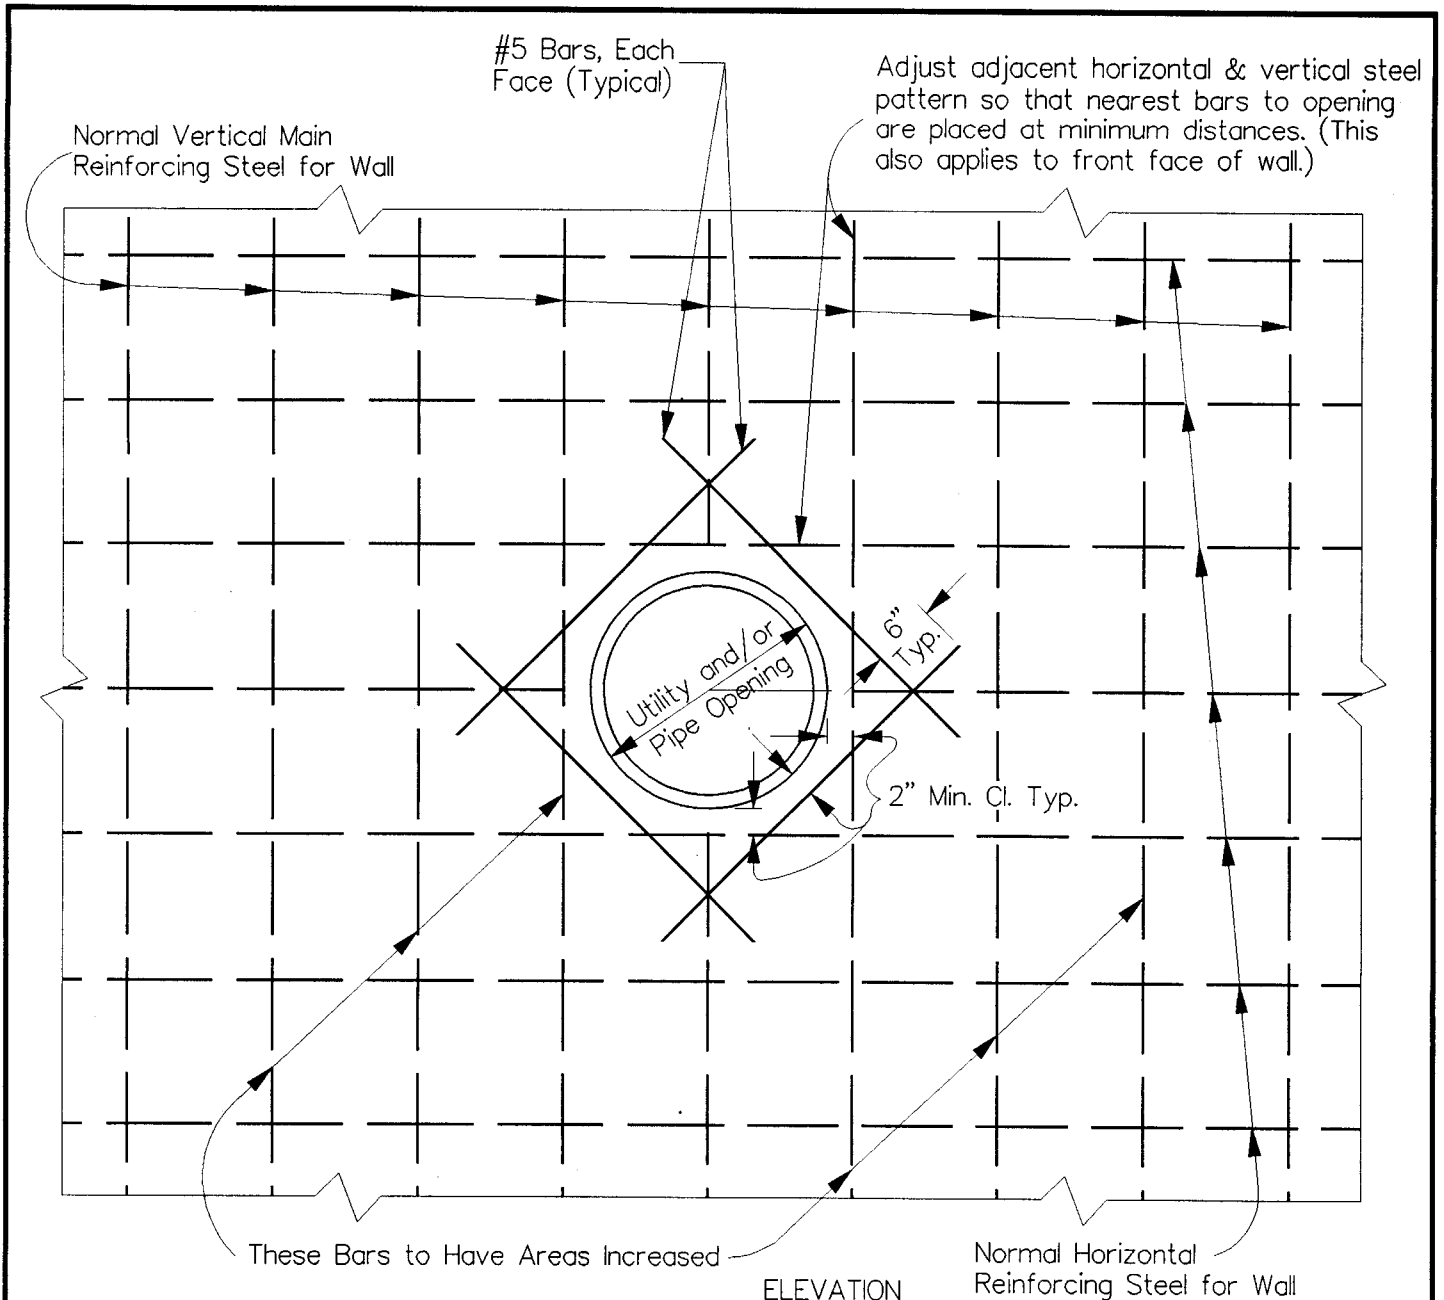 #5 Bars, Each
Face (Typical)
Adjust adjacent horizontal & vertical steel
pattern so that nearest bars to opening
are placed at minimum distances. (This
also applies to front face of wall.)
Normal Vertical Main
Reinforcing Steel for Wall
6"
Typ.
Utility and/or
Pipe Opening
2" Min. Cl. Typ.
These Bars to Have Areas Increased
Normal Horizontal
Reinforcing Steel for Wall
ELEVATION